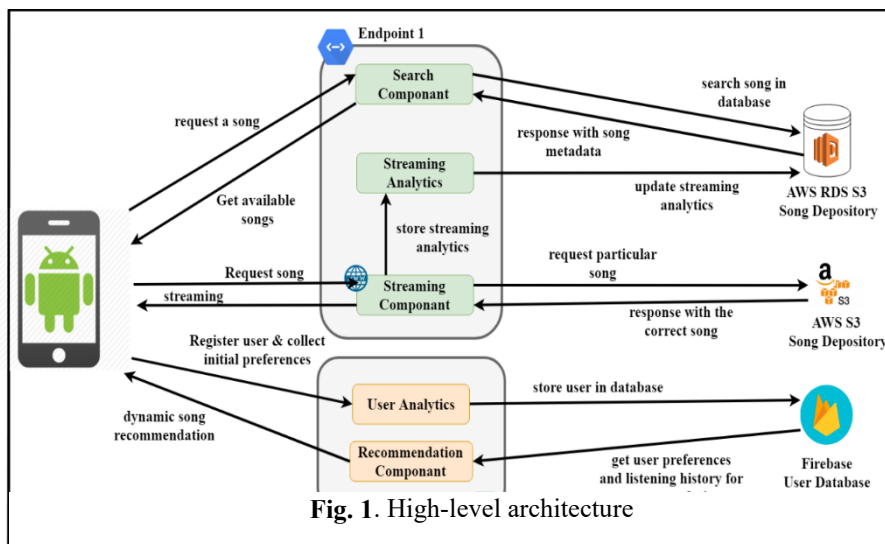 Endpoint 1
Search
Componant
request a song
search song in
database
response with song
metadata
Get available
songs
Streaming
Analytics
update streaming
analytics
AWS RDS S3
Song Depository
store streaming
analytics
Request song
streaming
Streaming
Component
request particular
song
response with the
correct song
a
S3
AWS S3
Song Depository
Register user & collect
initial preferences
User Analytics
store user in database
dynamic song
recommendation
Recommendation
Component
get user preferences
and listening history for
Firebase
User Database
Fig. 1. High-level architecture